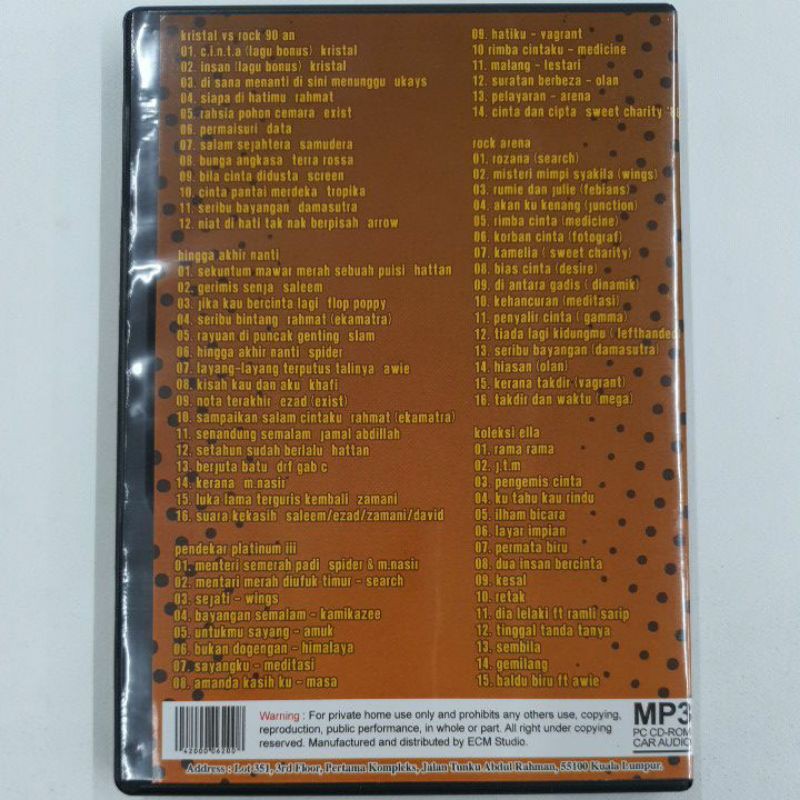 kristal vs rock 90 an
01. c.i.n.t.a (lagu bonus) kristal
02. insan (lagu bonus) kristal
03. di sana menanti di sini menunggu ukays
04. siapa di hatimu rahmat
05. rahsia pohon cemara exist
06. permaisuri data
07. salam sejahtera samudera
08. bunga angkasa terra rossa
09. bila cinta didusta screen
10. cinta pantai merdeka tropika
11. seribu bayangan damasutra
12. niat di hati tak nak berpisah arrow
hingga akhir nanti
01. sekuntum mawar merah sebuah puisi hattan
02. gerimis senja saleem
03. jika kau bercinta lagi flop poppy
04. seribu bintang rahmat (ekamatra)
05. rayuan di puncak genting slam
06. hingga akhir nanti spider
07. layang-layang terputus talinya awie
08. kisah kau dan aku khafi
09. nota terakhir ezad (exist)
10. sampaikan salam cintaku rahmat (ekamatra)
11. senandung semalam jamal abdillah
12. setahun sudah berlalu hattan
13. berjuta batu drf gab c
14. kerana m.nasir
15. luka lama terguris kembali zamani
16. suara kekasih saleem/ezad/zamani/david
pendekar platinum iii
01. menteri semerah padi spider & m.nasir
02. mentari merah diufuk timur - search
03. sejati - wings
04. bayangan semalam - kamikazee
05. untukmu sayang - amuk
06. bukan dogengan - himalaya
07. sayangku - meditasi
08. amanda kasih ku - masa
09. hatiku - vagrant
10 rimba cintaku - medicine
11. malang - lestari
12. suratan berbeza - olan
13. pelayaran - arena
14. cinta dan cipta sweet charity '8
rock arena
01. rozana (search)
02. misteri mimpi syakila (wings)
03. rumie dan julie (febians)
04. akan ku kenang (junction)
05. rimba cinta (medicine)
06. korban cinta (fotograf)
07. kamelia ( sweet charity)
08. bias cinta (desire)
09. di antara gadis ( dinamik)
10. kehancuran (meditasi)
11. penyalir cinta ( gamma)
12. tiada lagi kidungmu ( lefthanded
13. seribu bayangan (damasutra)
14. hiasan (olan)
15. kerana takdir (vagrant)
16. takdir dan waktu (mega)
koleksi ella
01. rama rama
02. j.t.m
03. pengemis cinta
04. ku tahu kau rindu
05. ilham bicara
06. layar impian
07. permata biru
08. dua insan bercinta
09. kesal
10. retak
11. dia lelaki ft ramli sarip
12. tinggal tanda tanya
13. sembila
14. gemilang
15. baldu biru ft awie
42000 06200
Warning : For private home use only and prohibits any others use, copying,
reproduction, public performance, in whole or part. All right under copying
reserved. Manufactured and distributed by ECM Studio.
MP3
PC CD-ROM
CAR AUDIO
Address : Lot 351, 3rd Floor, Pertama Kompleks, Jalan Tunku Abdul Rahman, 55100 Kuala Lumpur.